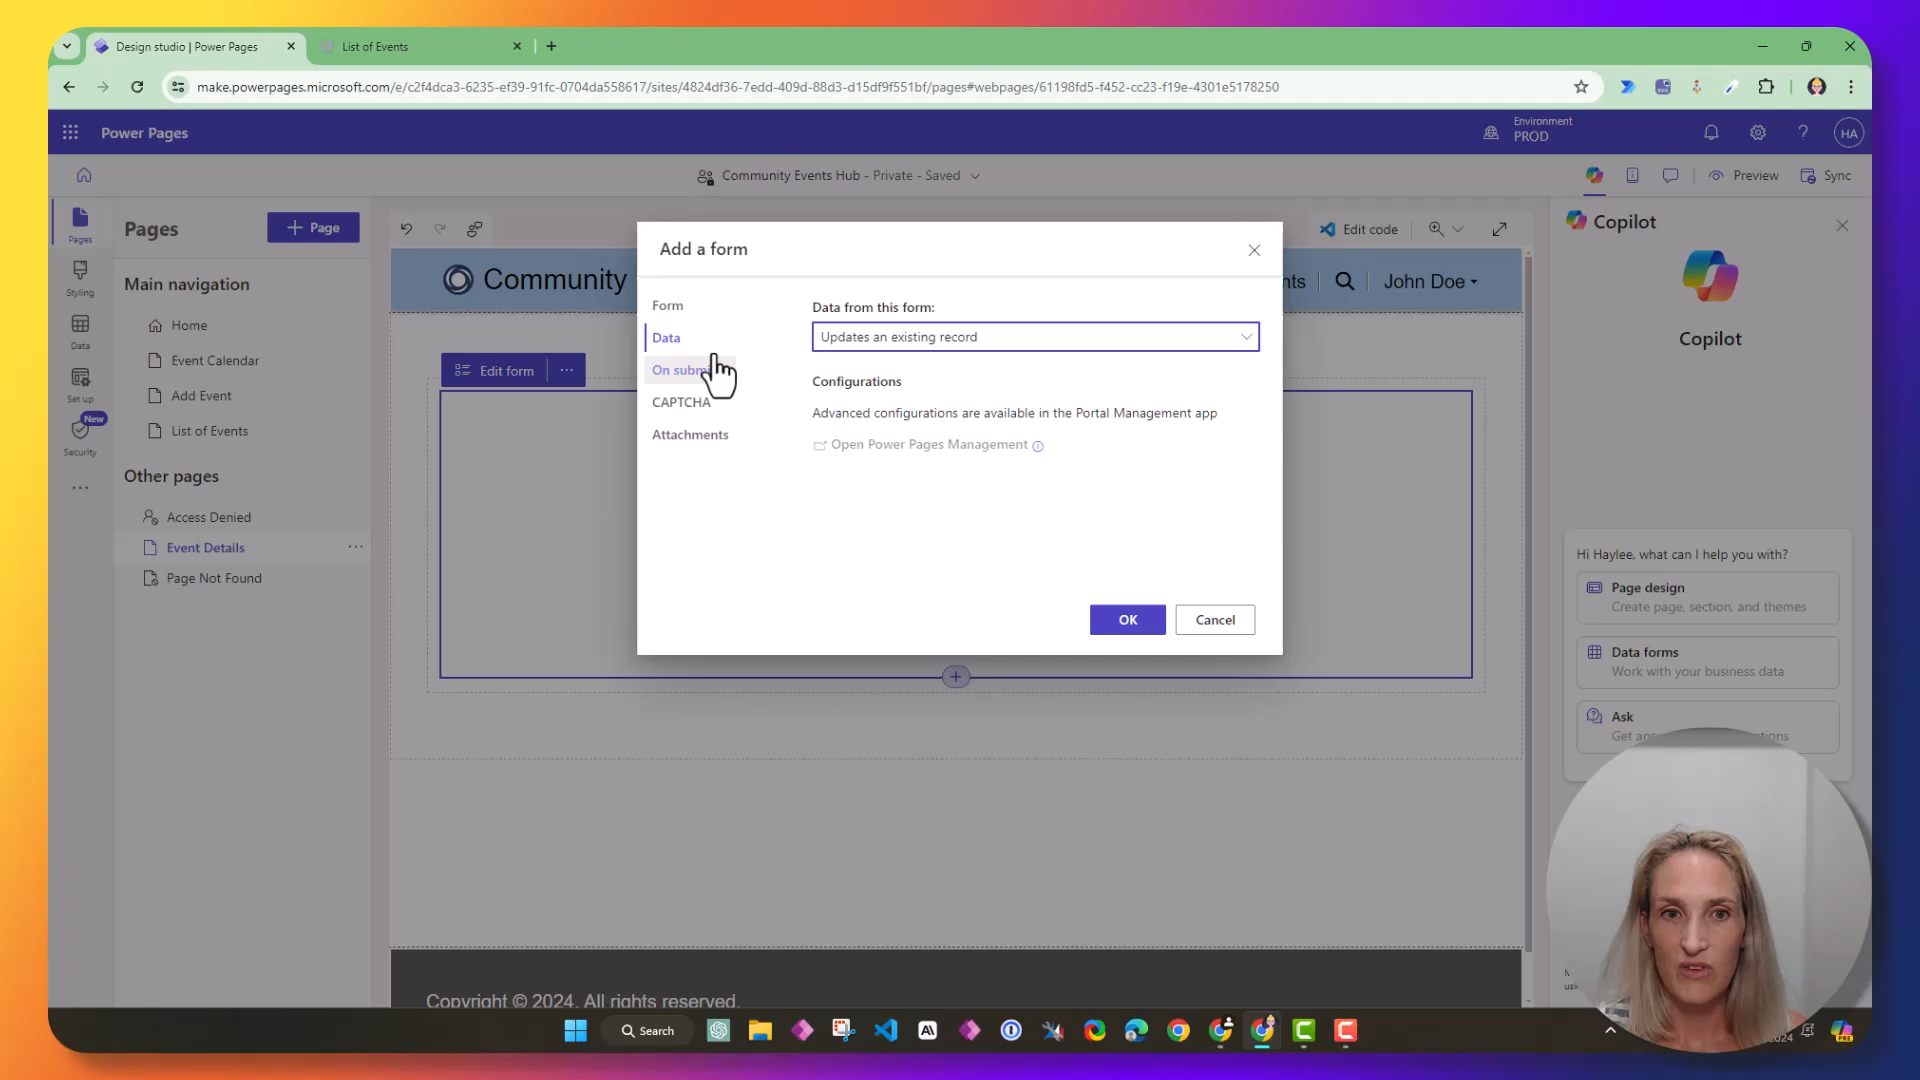 Design studio | Power Pages
List of Events
make.powerpages.microsoft.com/e/c2f4dca3-6235-ef39-91fc-0704da558617/sites/4824df36-7edd-409d-88d3-d15df9f551bf/pages#webpages/61198fd5-f452-cc23-f19e-4301e5178250
Power Pages
Environment
PROD
HA
Community Events Hub - Private - Saved
Preview
Sync
Pages
Styling
Data
Set up
New
Security
Pages
Page
Main navigation
Home
Event Calendar
Add Event
List of Events
Other pages
Access Denied
Event Details
Page Not Found
Edit code
Community
nts
John Doe
Edit form
Add a form
Form
Data
On submi
CAPTCHA
Attachments
Data from this form:
Updates an existing record
Configurations
Advanced configurations are available in the Portal Management app
Open Power Pages Management
OK
Cancel
Copyright © 2024. All rights reserved.
Copilot
Copilot
Hi Haylee, what can I help you with?
Page design
Create page, section, and themes
Data forms
Work with your business data
Ask
Search
2024
PRE